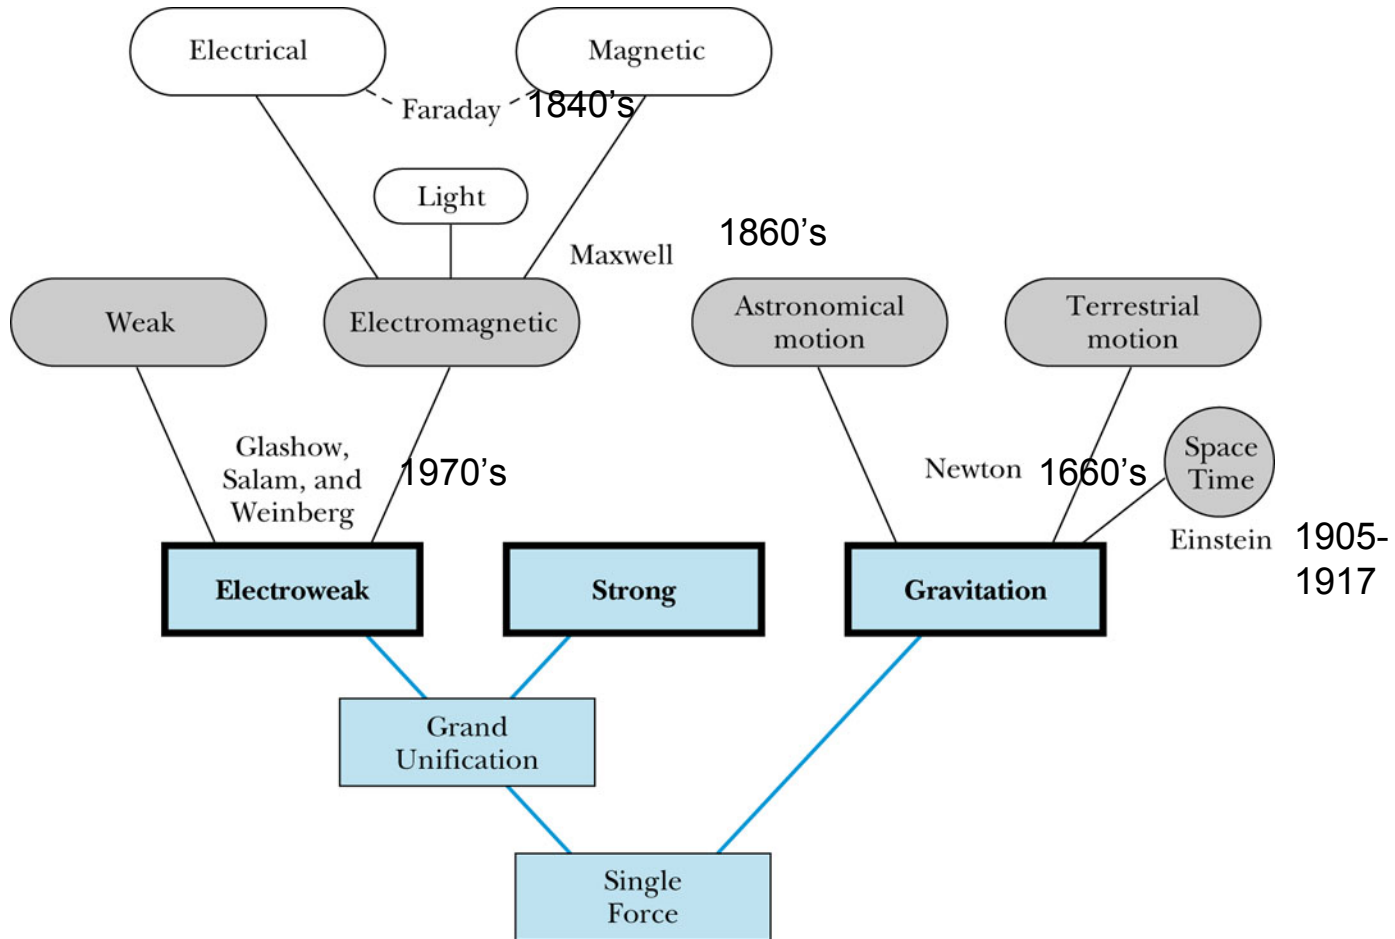 Electrical
Magnetic
Faraday
1840’s
Light
1860’s
Maxwell
Weak
Electromagnetic
Astronomical
motion
Terrestrial
motion
Glashow,
Salam, and
Weinberg
1970’s
Newton
1660’s
Space
Time
Einstein
1905-
1917
Electroweak
Strong
Gravitation
Grand
Unification
Single
Force